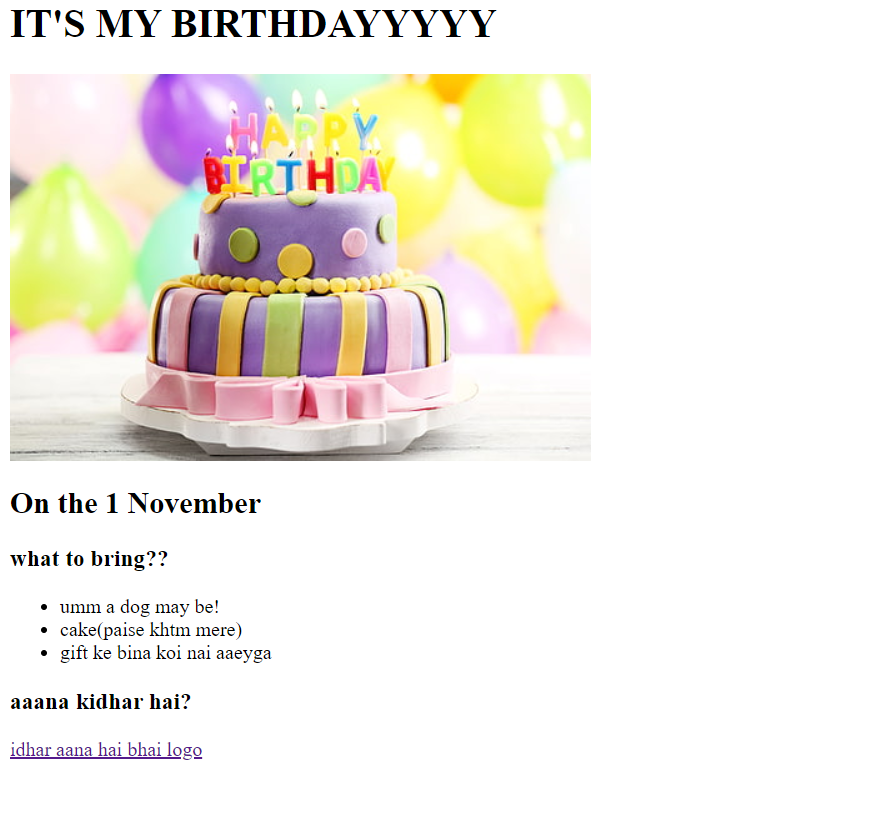 IT'S MY BIRTHDAYYYYY
HAPPY
BIRTHDAY
On the 1 November
what to bring??
umm a dog may be!
cake(paise khtm mere)
gift ke bina koi nai aaeyga
aaana kidhar hai?
idhar aana hai bhai logo